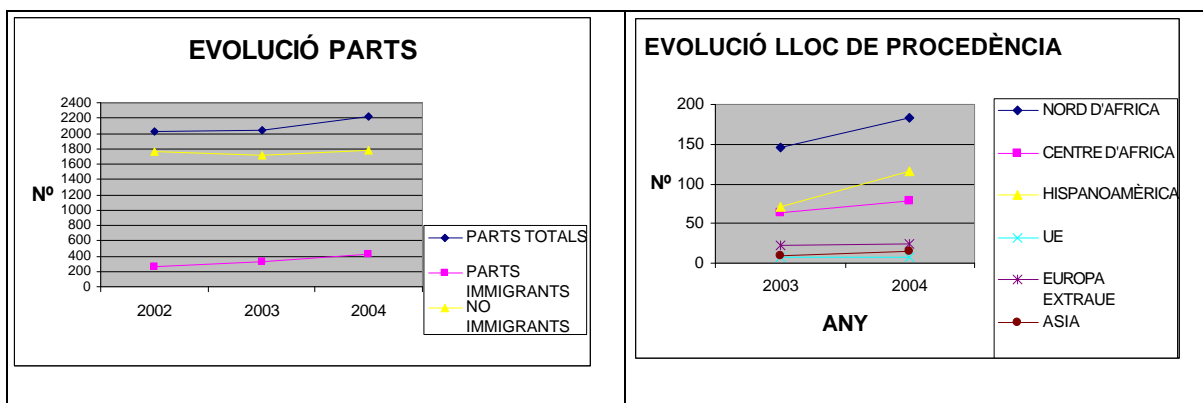 EVOLUCIÓ PARTS
2400
2200
2000
1800
1600
1400
1200
1000
800
600
400
200
0
Nº
2002 2003 2004
PARTS TOTALS
PARTS
IMMIGRANTS
NO
IMMIGRANTS
EVOLUCIÓ LLOC DE PROCEDÈNCIA
200
150
100
50
0
Nº
2003 2004
ANY
NORD D'AFRICA
CENTRE D'AFRICA
HISPANOAMÈRICA
UE
EUROPA
EXTRAUE
ASIA